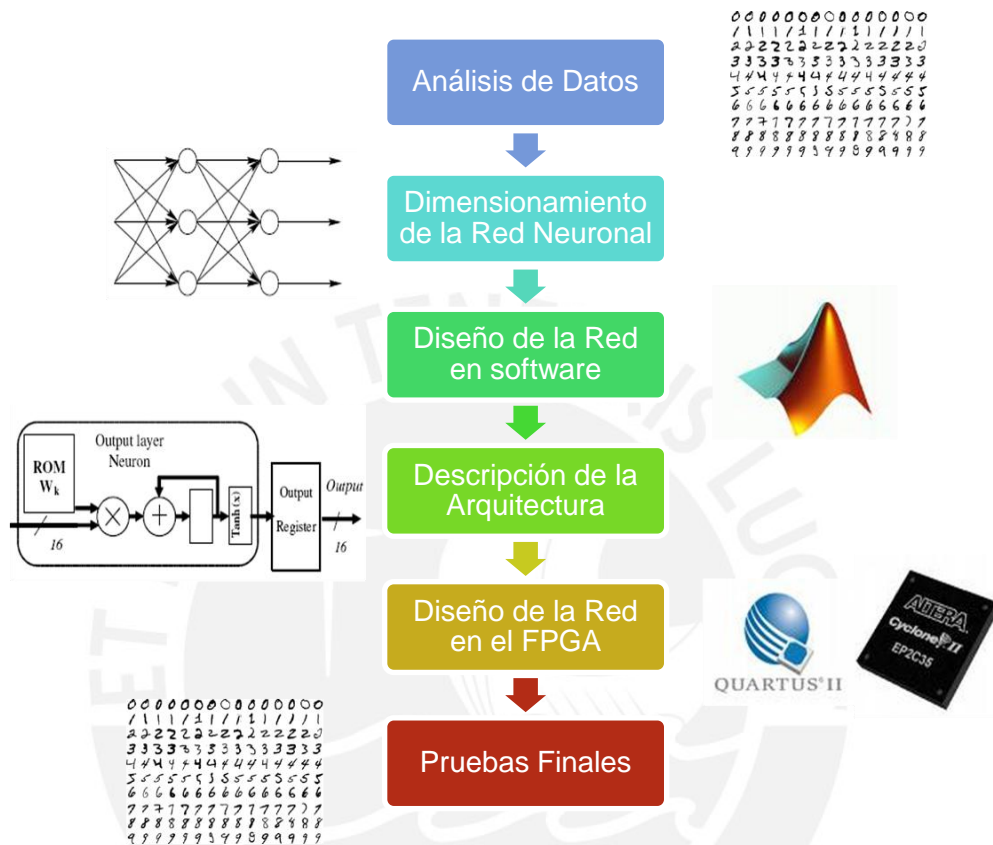 Análisis de Datos
Dimensionamiento
de la Red Neuronal
Diseño de la Red
en software
Output layer
Neuron
ROM
Wk
16
X
+
Tanh (x)
Output
Register
Output
16
Descripción de la
Arquitectura
Diseño de la Red
en el FPGA
QUARTUS® II
ALTERA
Cyclone II
EP2C35
Pruebas Finales